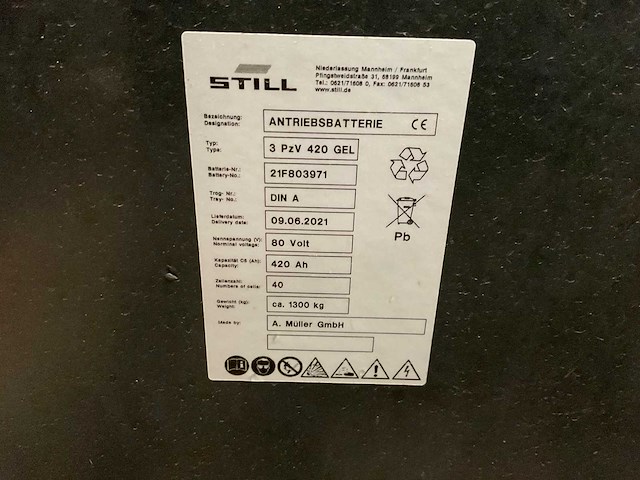 STILL
Niederlassung Mannheim / Frankfurt
Pfingstweidstraße 31, 68199 Mannheim
Tel.: 0621/71608 0, Fax: 0621/71608 53
www.still.de
Bezeichnung: Designation: ANTRIEBSBATTERIE CE
Typ: Type: 3 PzV 420 GEL
Batterie-Nr.: Battery-No.: 21F803971
Trog- Nr.: Tray- No.: DIN A
Lieferdatum: Delivery date: 09.06.2021
Pb
Nennspannung (V): Norminal voltage: 80 Volt
Kapazität C5 (Ah): Capacity: 420 Ah
Zellenzahl: Numbers of cells: 40
Gewicht (kg): Weight: ca. 1300 kg
Made by: A. Müller GmbH